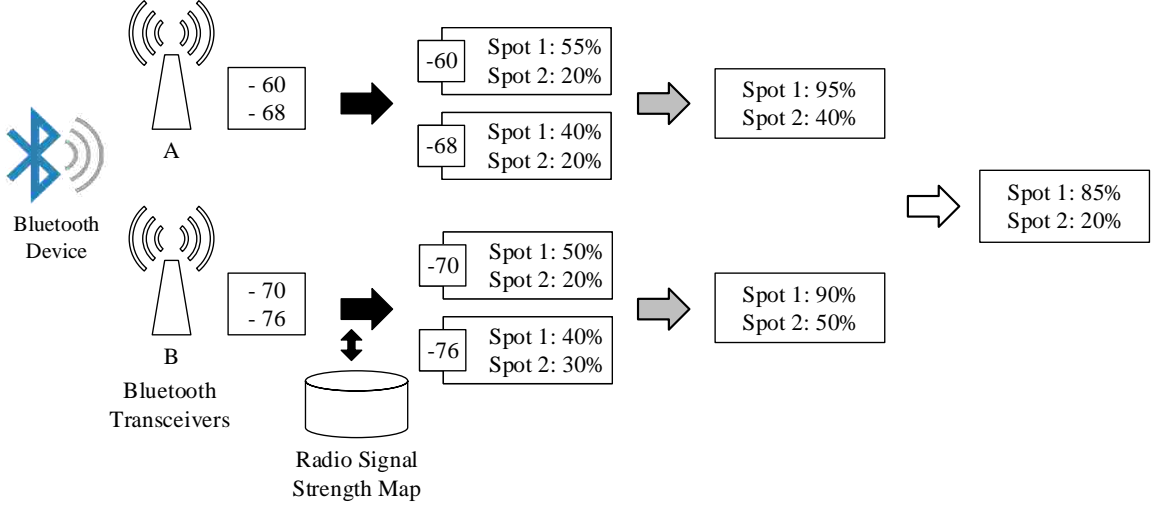 - 60
- 68
A
-60
Spot 1: 55%
Spot 2: 20%
-68
Spot 1: 40%
Spot 2: 20%
Spot 1: 95%
Spot 2: 40%
Bluetooth
Device
- 70
- 76
B
Bluetooth
Transceivers
-70
Spot 1: 50%
Spot 2: 20%
-76
Spot 1: 40%
Spot 2: 30%
Radio Signal
Strength Map
Spot 1: 90%
Spot 2: 50%
Spot 1: 85%
Spot 2: 20%